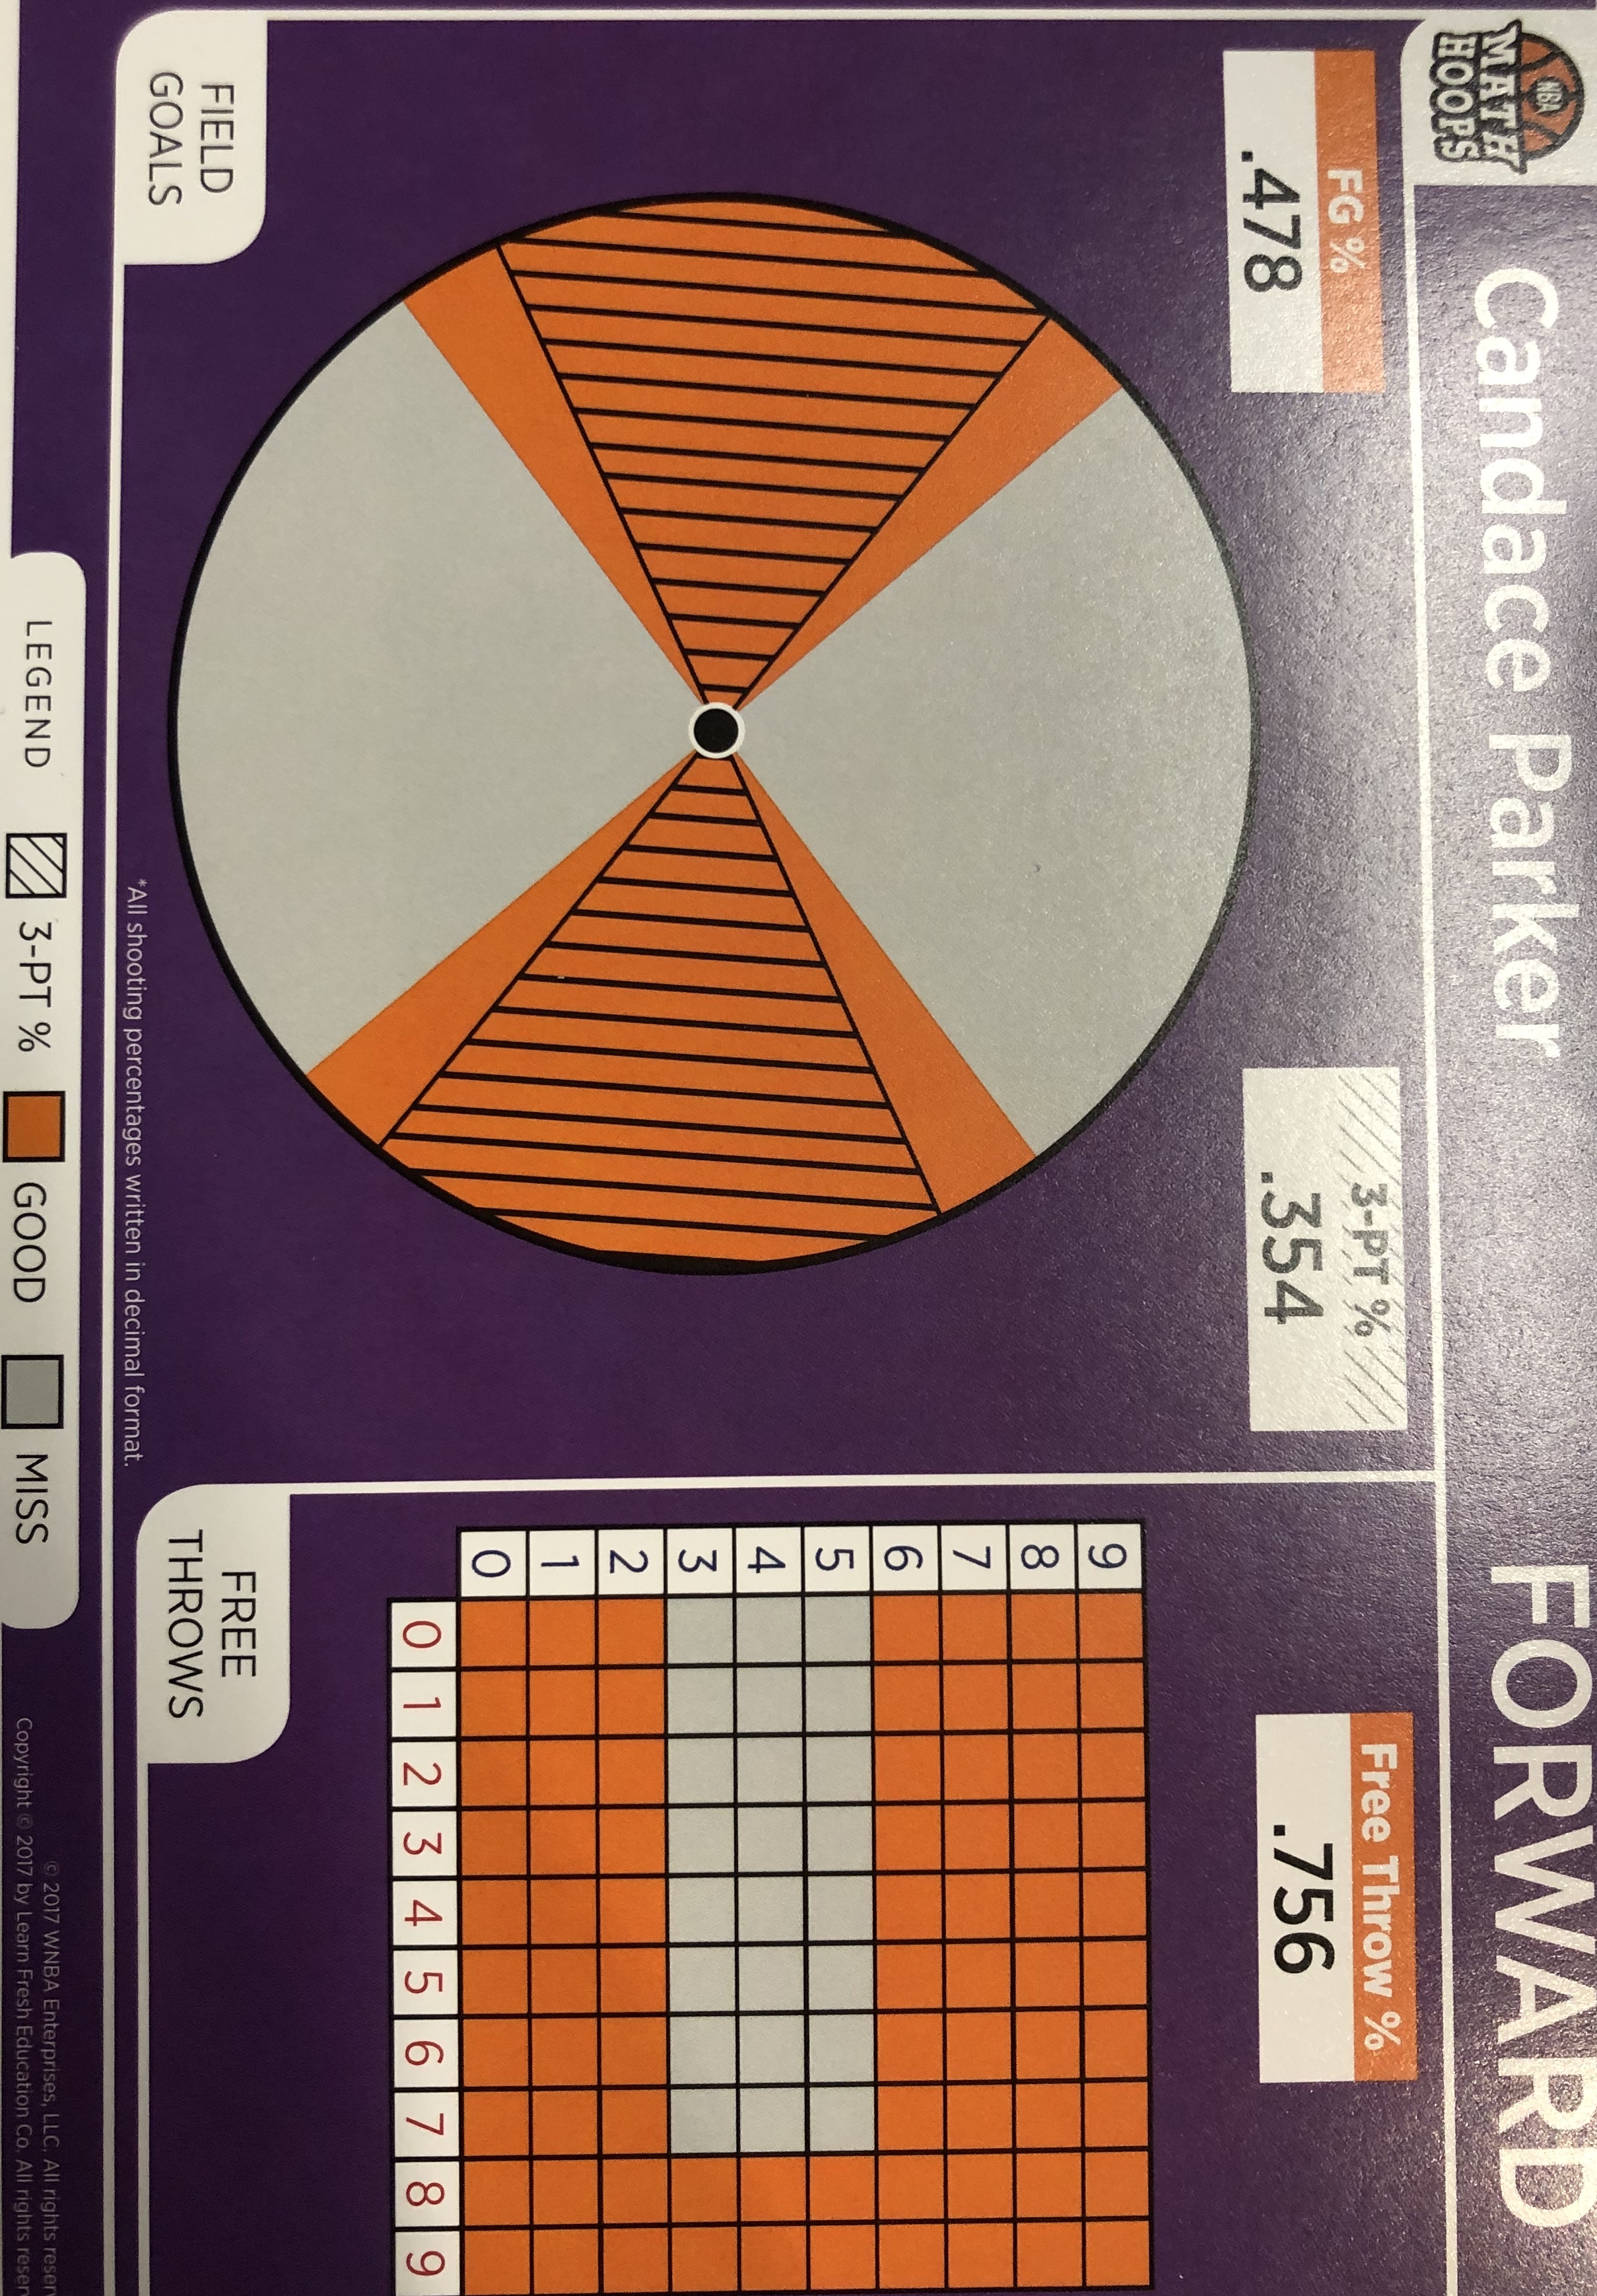 NBA
MATH
HOOPS
Candace Parker
FORWARD
FG %
.478
3-PT %
.354
Free Throw %
.756
9
8
7
6
5
4
3
2
1
0
0 1 2 3 4 5 6 7 8 9
FIELD
GOALS
*All shooting percentages written in decimal format.
FREE
THROWS
LEGEND 3-PT % GOOD MISS
© 2017 WNBA Enterprises, LLC. All rights
Copyright © 2017 by Learn Fresh Education Co. All rights